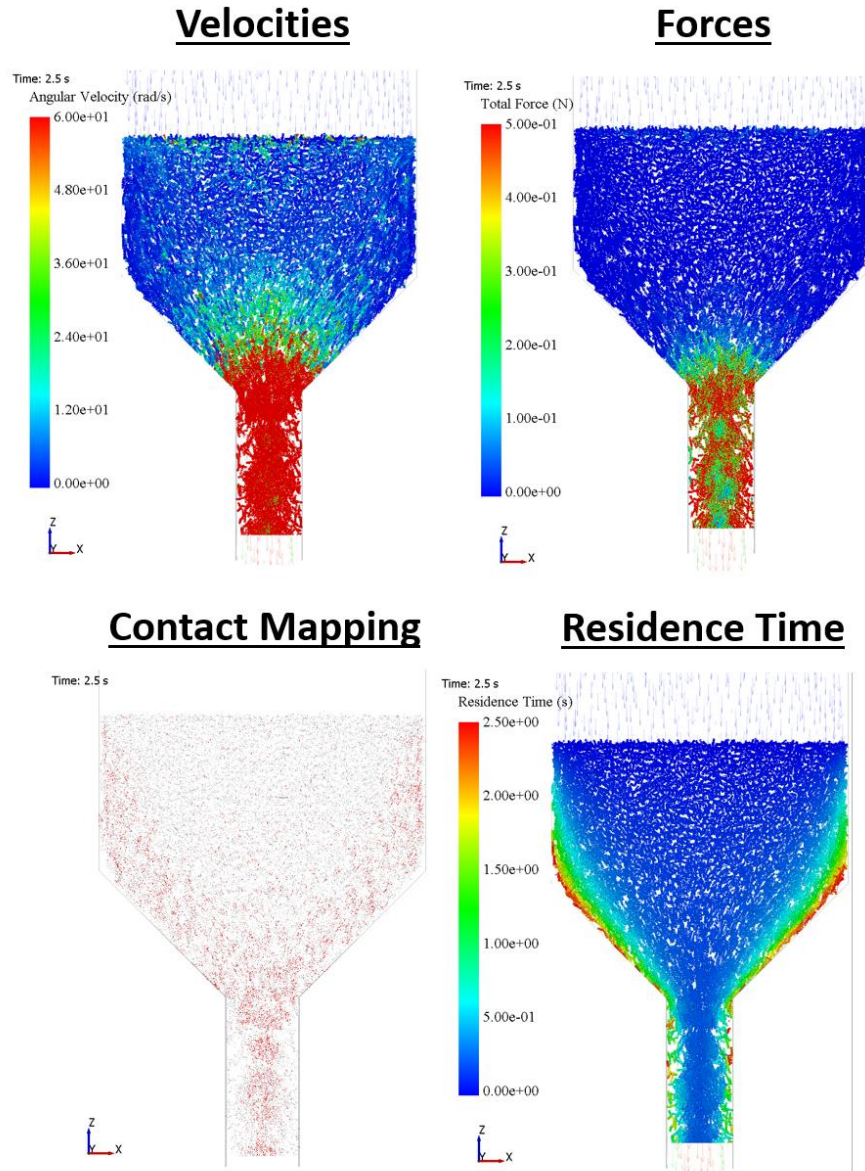 Velocities
Time: 2.5 s
Angular Velocity (rad/s)
6.00e+01
4.80e+01
3.60e+01
2.40e+01
1.20e+01
0.00e+00
Z
Y
X
Forces
Time: 2.5 s
Total Force (N)
5.00e-01
4.00e-01
3.00e-01
2.00e-01
1.00e-01
0.00e+00
Z
Y
X
Contact Mapping
Time: 2.5 s
Z
Y
X
Residence Time
Time: 2.5 s
Residence Time (s)
2.50e+00
2.00e+00
1.50e+00
1.00e+00
5.00e-01
0.00e+00
Z
Y
X